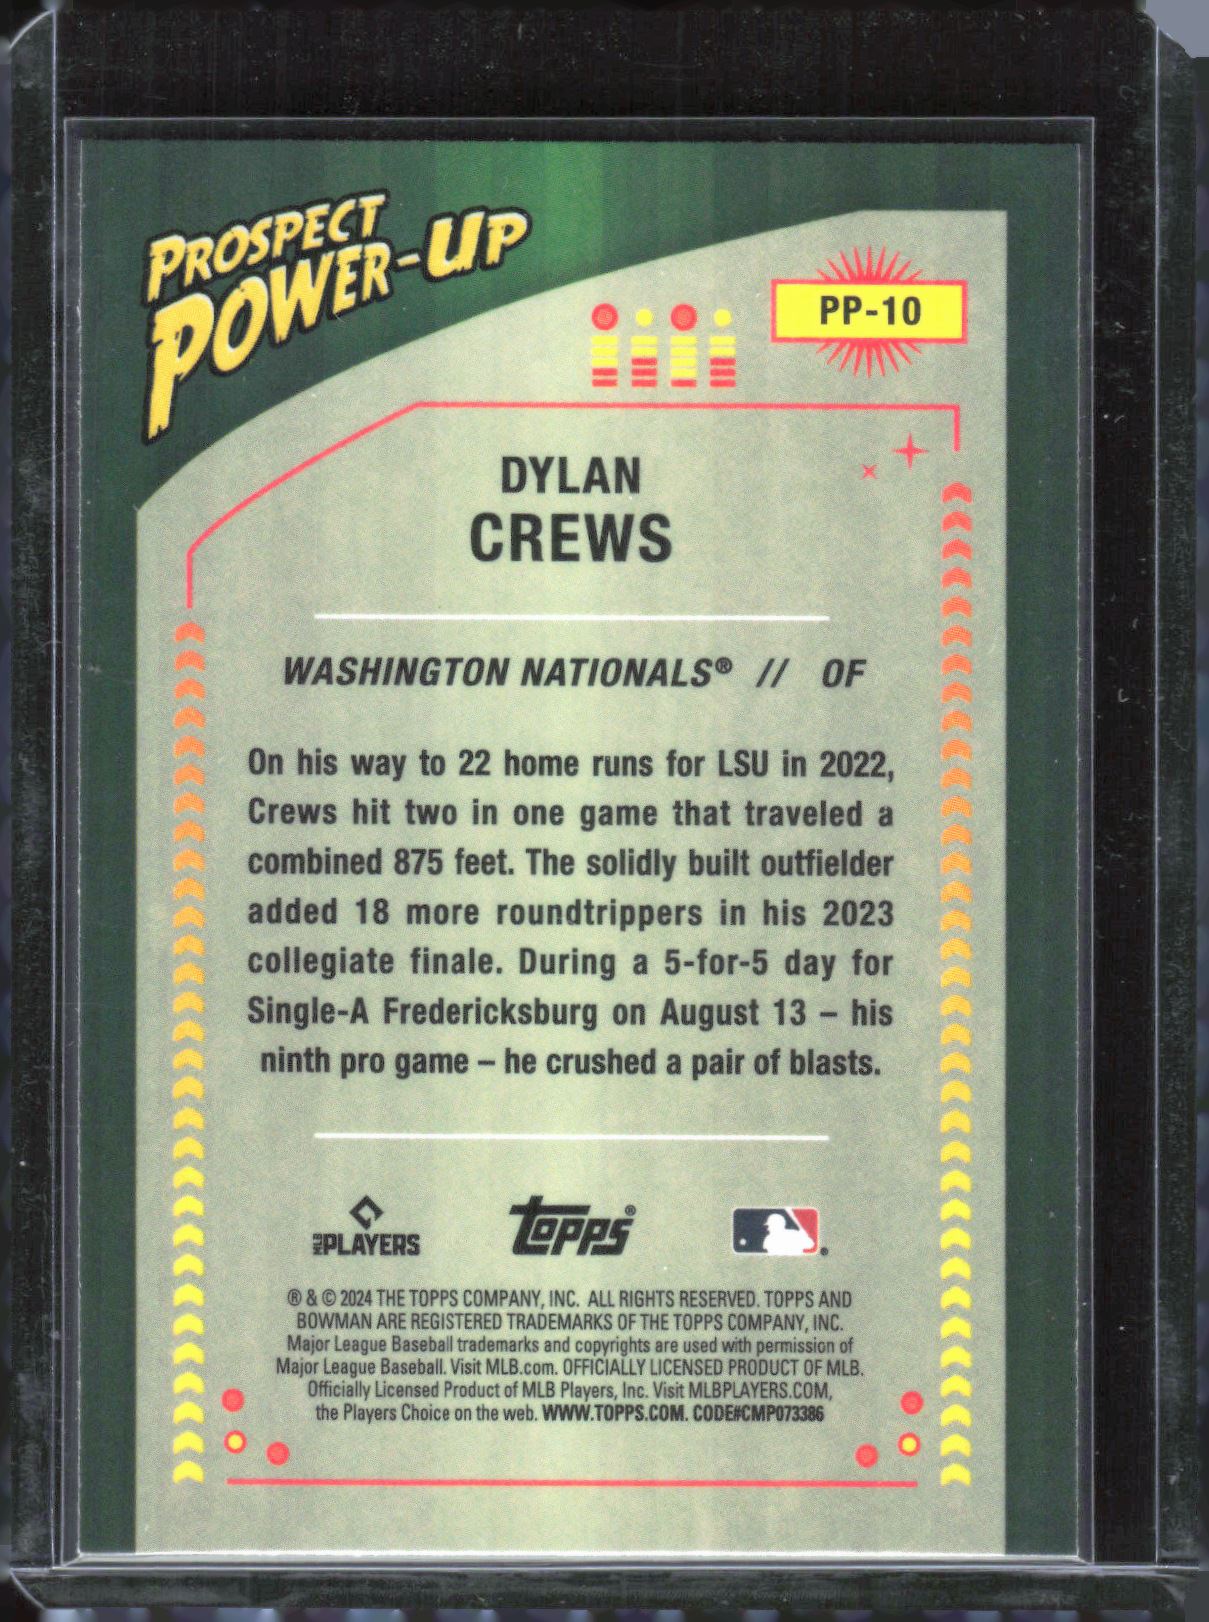 PROSPECT
POWER-UP
PP-10
DYLAN
CREWS
WASHINGTON NATIONALS® // OF
On his way to 22 home runs for LSU in 2022,
Crews hit two in one game that traveled a
combined 875 feet. The solidly built outfielder
added 18 more roundtrippers in his 2023
collegiate finale. During a 5-for-5 day for
Single-A Fredericksburg on August 13 – his
ninth pro game – he crushed a pair of blasts.
MLB PLAYERS topps®
® & © 2024 THE TOPPS COMPANY, INC. ALL RIGHTS RESERVED. TOPPS AND
BOWMAN ARE REGISTERED TRADEMARKS OF THE TOPPS COMPANY, INC.
Major League Baseball trademarks and copyrights are used with permission of
Major League Baseball. Visit MLB.com. OFFICIALLY LICENSED PRODUCT OF MLB.
Officially Licensed Product of MLB Players, Inc. Visit MLBPLAYERS.COM,
the Players Choice on the web. WWW.TOPPS.COM. CODE#CMP073386